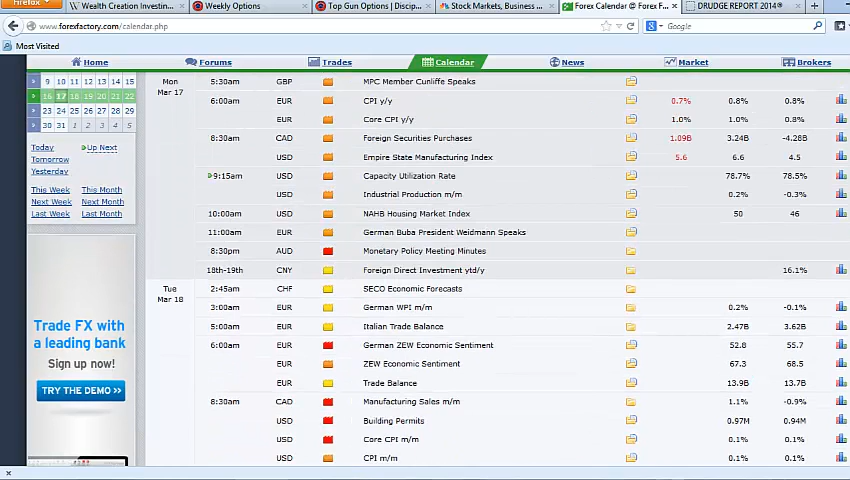 Firefox
Wealth Creation Investin...
Weekly Options
Top Gun Options | Discip...
Stock Markets, Business ...
Forex Calendar @ Forex F...
DRUDGE REPORT 2014®
www.forexfactory.com/calendar.php
Google
Most Visited
Home Forums Trades Calendar News Market Brokers
9 10 11 12 13 14 15
16 17 18 19 20 21 22
23 24 25 26 27 28 29
30 31 1 2 3 4 5
Today Up Next
Tomorrow
Yesterday
This Week This Month
Next Week Next Month
Last Week Last Month
Trade FX with
a leading bank
Sign up now!
TRY THE DEMO >>
Mon
Mar 17
5:30am GBP MPC Member Cunliffe Speaks
6:00am EUR CPI y/y 0.7% 0.8% 0.8%
EUR Core CPI y/y 1.0% 1.0% 0.8%
8:30am CAD Foreign Securities Purchases 1.09B 3.24B -4.28B
USD Empire State Manufacturing Index 5.6 6.6 4.5
9:15am USD Capacity Utilization Rate 78.7% 78.5%
USD Industrial Production m/m 0.2% -0.3%
10:00am USD NAHB Housing Market Index 50 46
11:00am EUR German Buba President Weidmann Speaks
8:30pm AUD Monetary Policy Meeting Minutes
18th-19th CNY Foreign Direct Investment ytd/y 16.1%
Tue
Mar 18
2:45am CHF SECO Economic Forecasts
3:00am EUR German WPI m/m 0.2% -0.1%
5:00am EUR Italian Trade Balance 2.47B 3.62B
6:00am EUR German ZEW Economic Sentiment 52.8 55.7
EUR ZEW Economic Sentiment 67.3 68.5
EUR Trade Balance 13.9B 13.7B
8:30am CAD Manufacturing Sales m/m 1.1% -0.9%
USD Building Permits 0.97M 0.94M
USD Core CPI m/m 0.1% 0.1%
USD CPI m/m 0.1% 0.1%